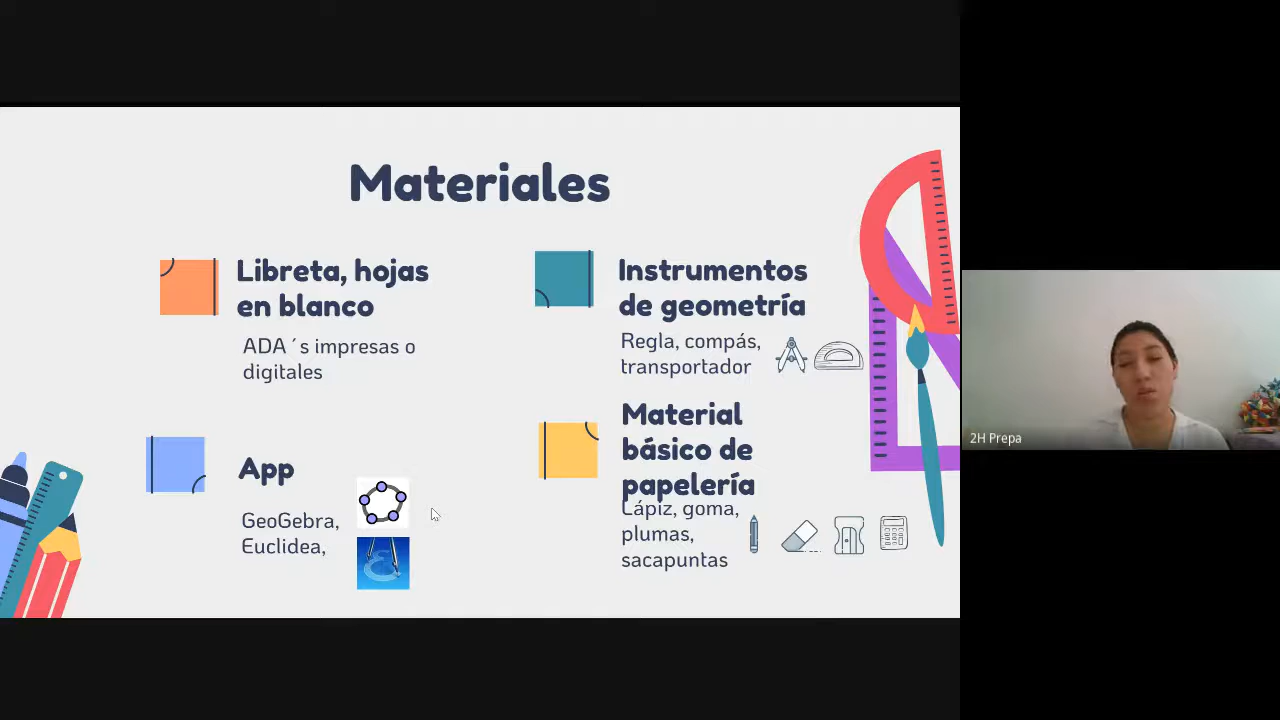 Materiales
Libreta, hojas
en blanco
ADA ´s impresas o
digitales
Instrumentos
de geometría
Regla, compás,
transportador
App
GeoGebra,
Euclidea,
Material
básico de
papelería
Lápiz, goma,
plumas,
sacapuntas
2H Prepa